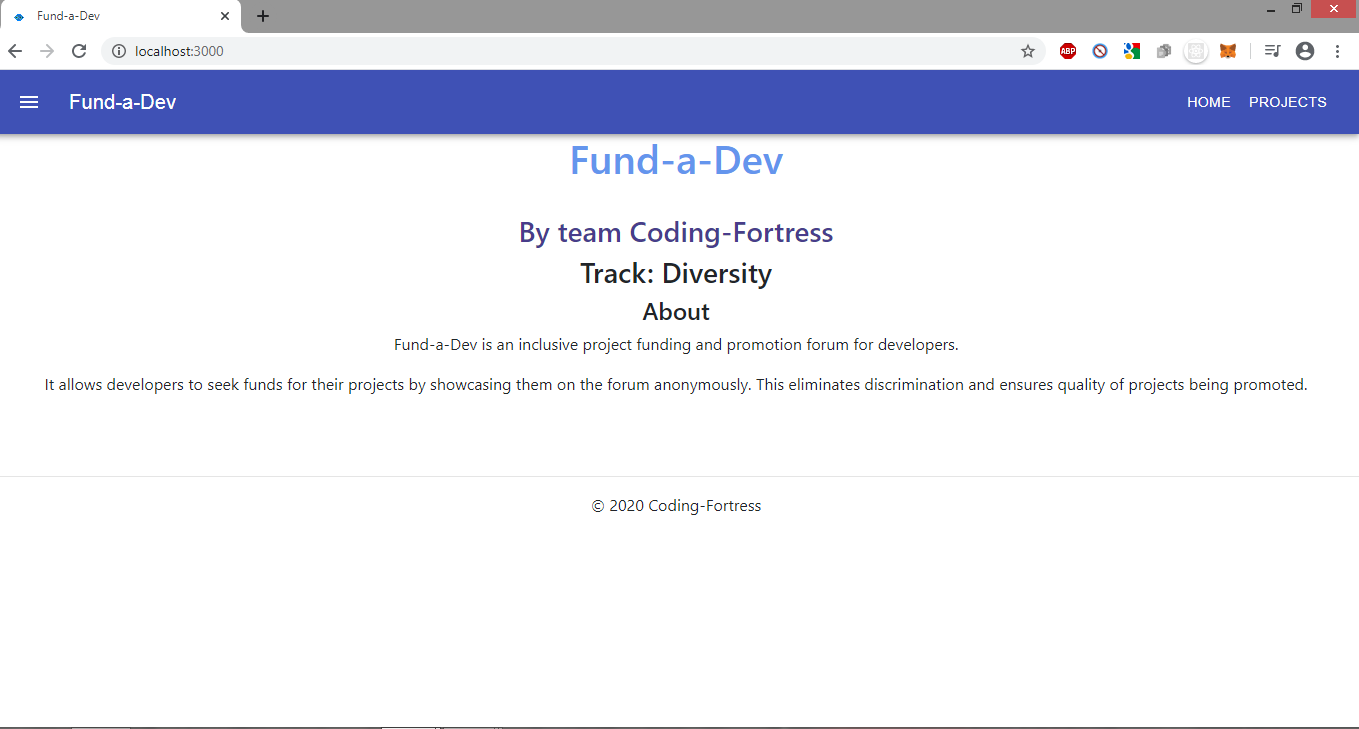 Fund-a-Dev
localhost:3000
ABP
Fund-a-Dev
HOME PROJECTS
Fund-a-Dev
By team Coding-Fortress
Track: Diversity
About
Fund-a-Dev is an inclusive project funding and promotion forum for developers.
It allows developers to seek funds for their projects by showcasing them on the forum anonymously. This eliminates discrimination and ensures quality of projects being promoted.
© 2020 Coding-Fortress